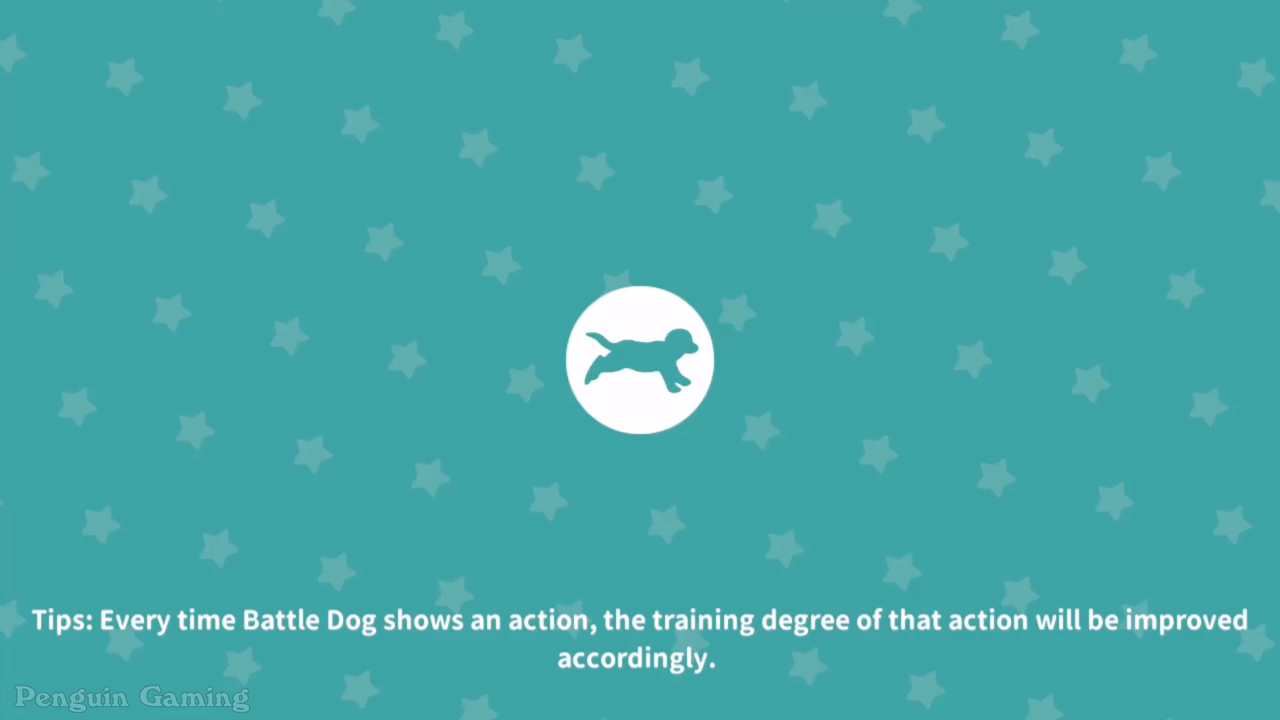 Tips: Every time Battle Dog shows an action, the training degree of that action will be improved
accordingly.
Penguin Gaming